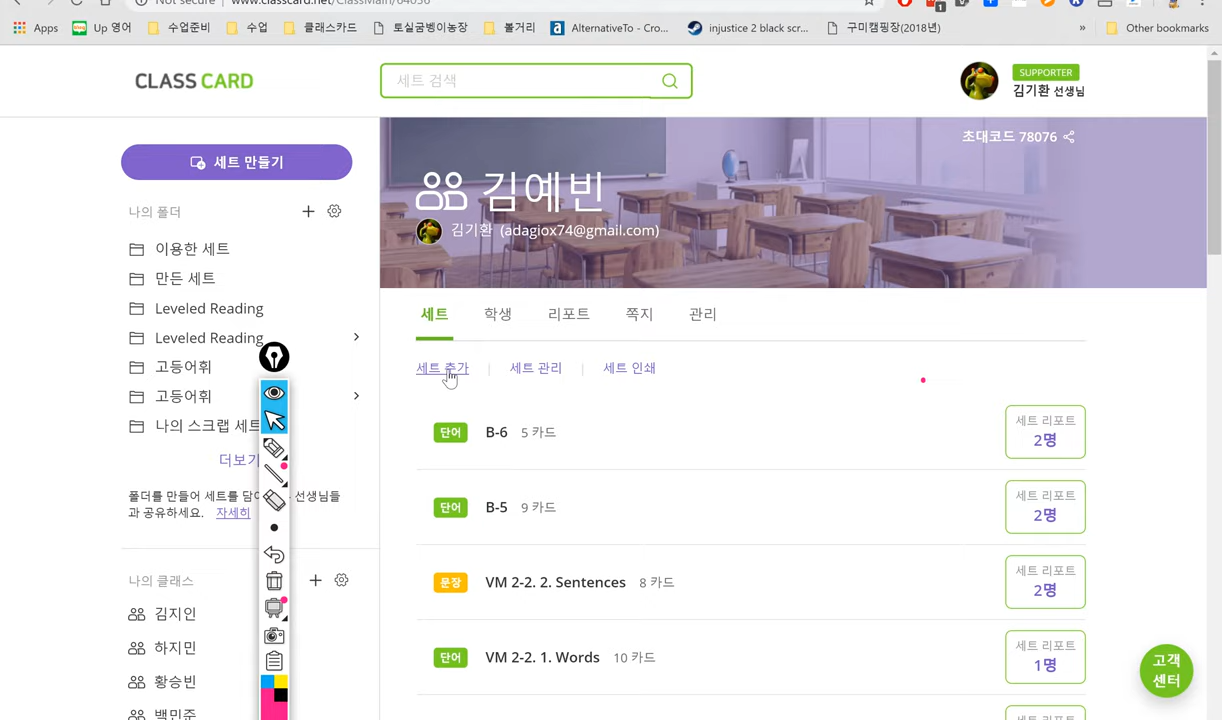 Not secure
www.classcard.net/ClassMain/64056
Apps
Up 영어
수업준비
수업
클래스카드
토실굼벵이농장
볼거리
AlternativeTo - Cro...
injustice 2 black scr...
구미캠핑장(2018년)
»
Other bookmarks
CLASS CARD
세트 검색
SUPPORTER
김기환 선생님
세트 만들기
초대코드 78076
나의 폴더
김예빈
김기환 (adagiox74@gmail.com)
이용한 세트
만든 세트
Leveled Reading
Leveled Reading
고등어휘
고등어휘
나의 스크랩 세트
더보기
폴더를 만들어 세트를 담아 선생님들
과 공유하세요. 자세히
세트 학생 리포트 쪽지 관리
세트 추가 | 세트 관리 | 세트 인쇄
단어 B-6 5 카드
세트 리포트
2명
단어 B-5 9 카드
세트 리포트
2명
문장 VM 2-2. 2. Sentences 8 카드
세트 리포트
2명
단어 VM 2-2. 1. Words 10 카드
세트 리포트
1명
세트 리포트
나의 클래스
김지인
하지민
황승빈
백민준
고객
센터